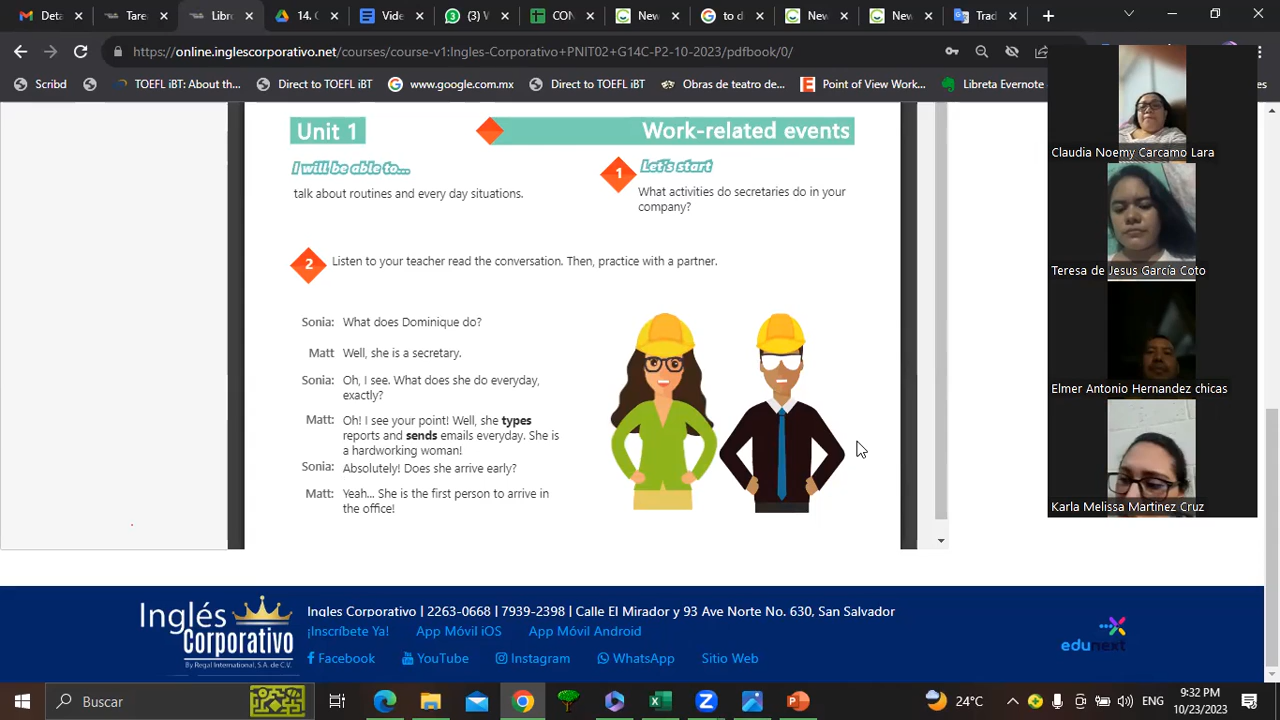 Tare
Libro
14. C
Vide
(3) W
CON
New
to d
New
New
Trad
https://online.inglescorporativo.net/courses/course-v1:Ingles-Corporativo+PNIT02+G14C-P2-10-2023/pdfbook/0/
Scribd
TOEFL iBT: About th...
Direct to TOEFL iBT
www.google.com.mx
Direct to TOEFL iBT
Obras de teatro de...
Point of View Work...
Libreta Evernote
Unit 1
Work-related events
I will be able to...
talk about routines and every day situations.
1
Let's start
What activities do secretaries do in your
company?
2
Listen to your teacher read the conversation. Then, practice with a partner.
Sonia: What does Dominique do?
Matt Well, she is a secretary.
Sonia: Oh, I see. What does she do everyday,
exactly?
Matt: Oh! I see your point! Well, she types
reports and sends emails everyday. She is
a hardworking woman!
Sonia: Absolutely! Does she arrive early?
Matt: Yeah... She is the first person to arrive in
the office!
Claudia Noemy Carcamo Lara
Teresa de Jesus García Coto
Elmer Antonio Hernandez chicas
Karla Melissa Martinez Cruz
Inglés
Corporativo
By Regal International, S.A. de C.V.
Ingles Corporativo | 2263-0668 | 7939-2398 | Calle El Mirador y 93 Ave Norte No. 630, San Salvador
¡Inscríbete Ya!
App Móvil iOS
App Móvil Android
Facebook
YouTube
Instagram
WhatsApp
Sitio Web
edunext
Buscar
24°C
ENG
9:32 PM
10/23/2023